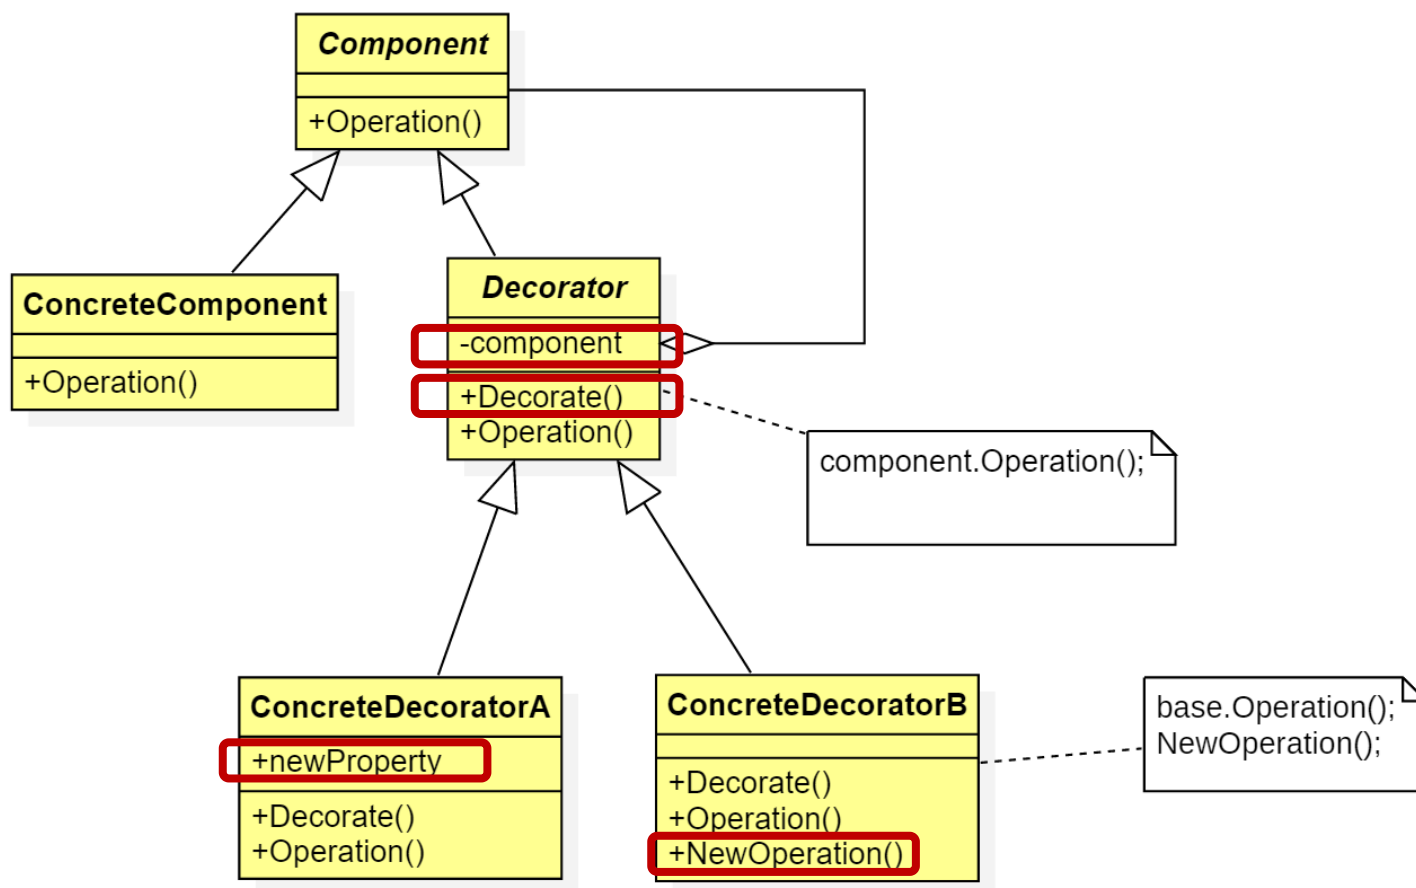 Component
+Operation()
ConcreteComponent
+Operation()
Decorator
-component
+Decorate()
+Operation()
component.Operation();
ConcreteDecoratorA
+newProperty
+Decorate()
+Operation()
ConcreteDecoratorB
+Decorate()
+Operation()
+NewOperation()
base.Operation();
NewOperation();